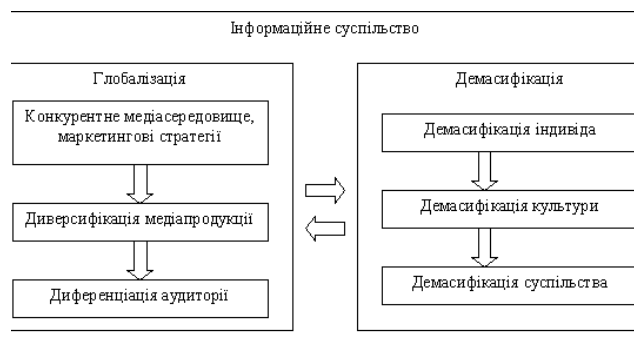 Інформаційне суспільство
Глобалізація
Конкурентне медіасередовище,
маркетингові стратегії
Диверсифікація медіапродукції
Диференціація аудиторії
Демасифікація
Демасифікація індивіда
Демасифікація культури
Демасифікація суспільства